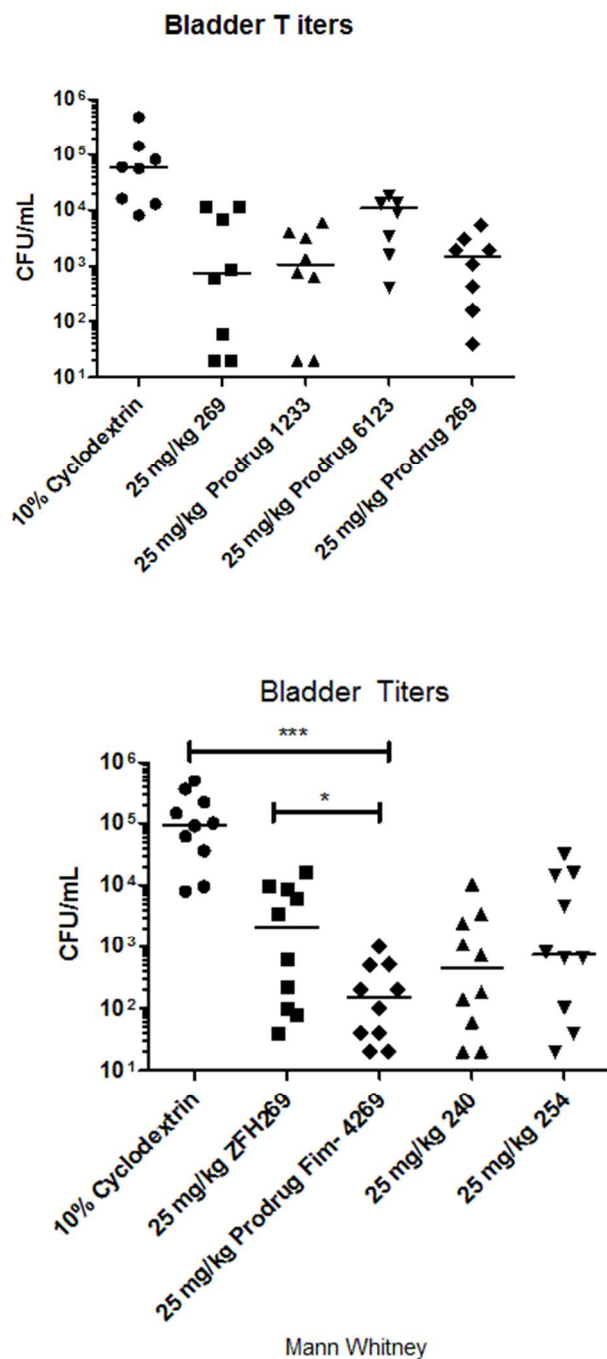 Bladder T iters
CFU/mL
10⁶
10⁵
10⁴
10³
10²
10¹
10% Cyclodextrin
25 mg/kg 269
25 mg/kg Prodrug 1233
25 mg/kg Prodrug 6123
25 mg/kg Prodrug 269
Bladder Titers
***
*
CFU/mL
10⁶
10⁵
10⁴
10³
10²
10¹
10% Cyclodextrin
25 mg/kg ZFH269
25 mg/kg Prodrug Fim- 4269
25 mg/kg 240
25 mg/kg 254
Mann Whitney